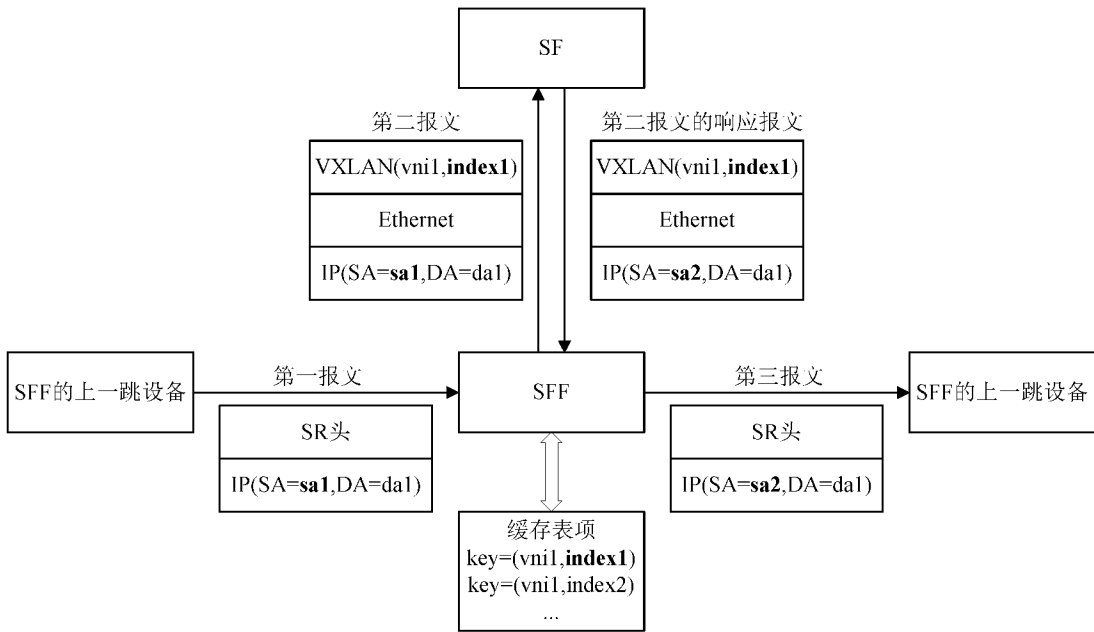 SF
第二报文
第二报文的响应报文
VXLAN(vni1,index1)
Ethernet
IP(SA=sa1,DA=da1)
VXLAN(vni1,index1)
Ethernet
IP(SA=sa2,DA=da1)
SFF的上一跳设备
第一报文
SFF
第三报文
SFF的上一跳设备
SR头
IP(SA=sa1,DA=da1)
SR头
IP(SA=sa2,DA=da1)
缓存表项
key=(vni1,index1)
key=(vni1,index2)
...